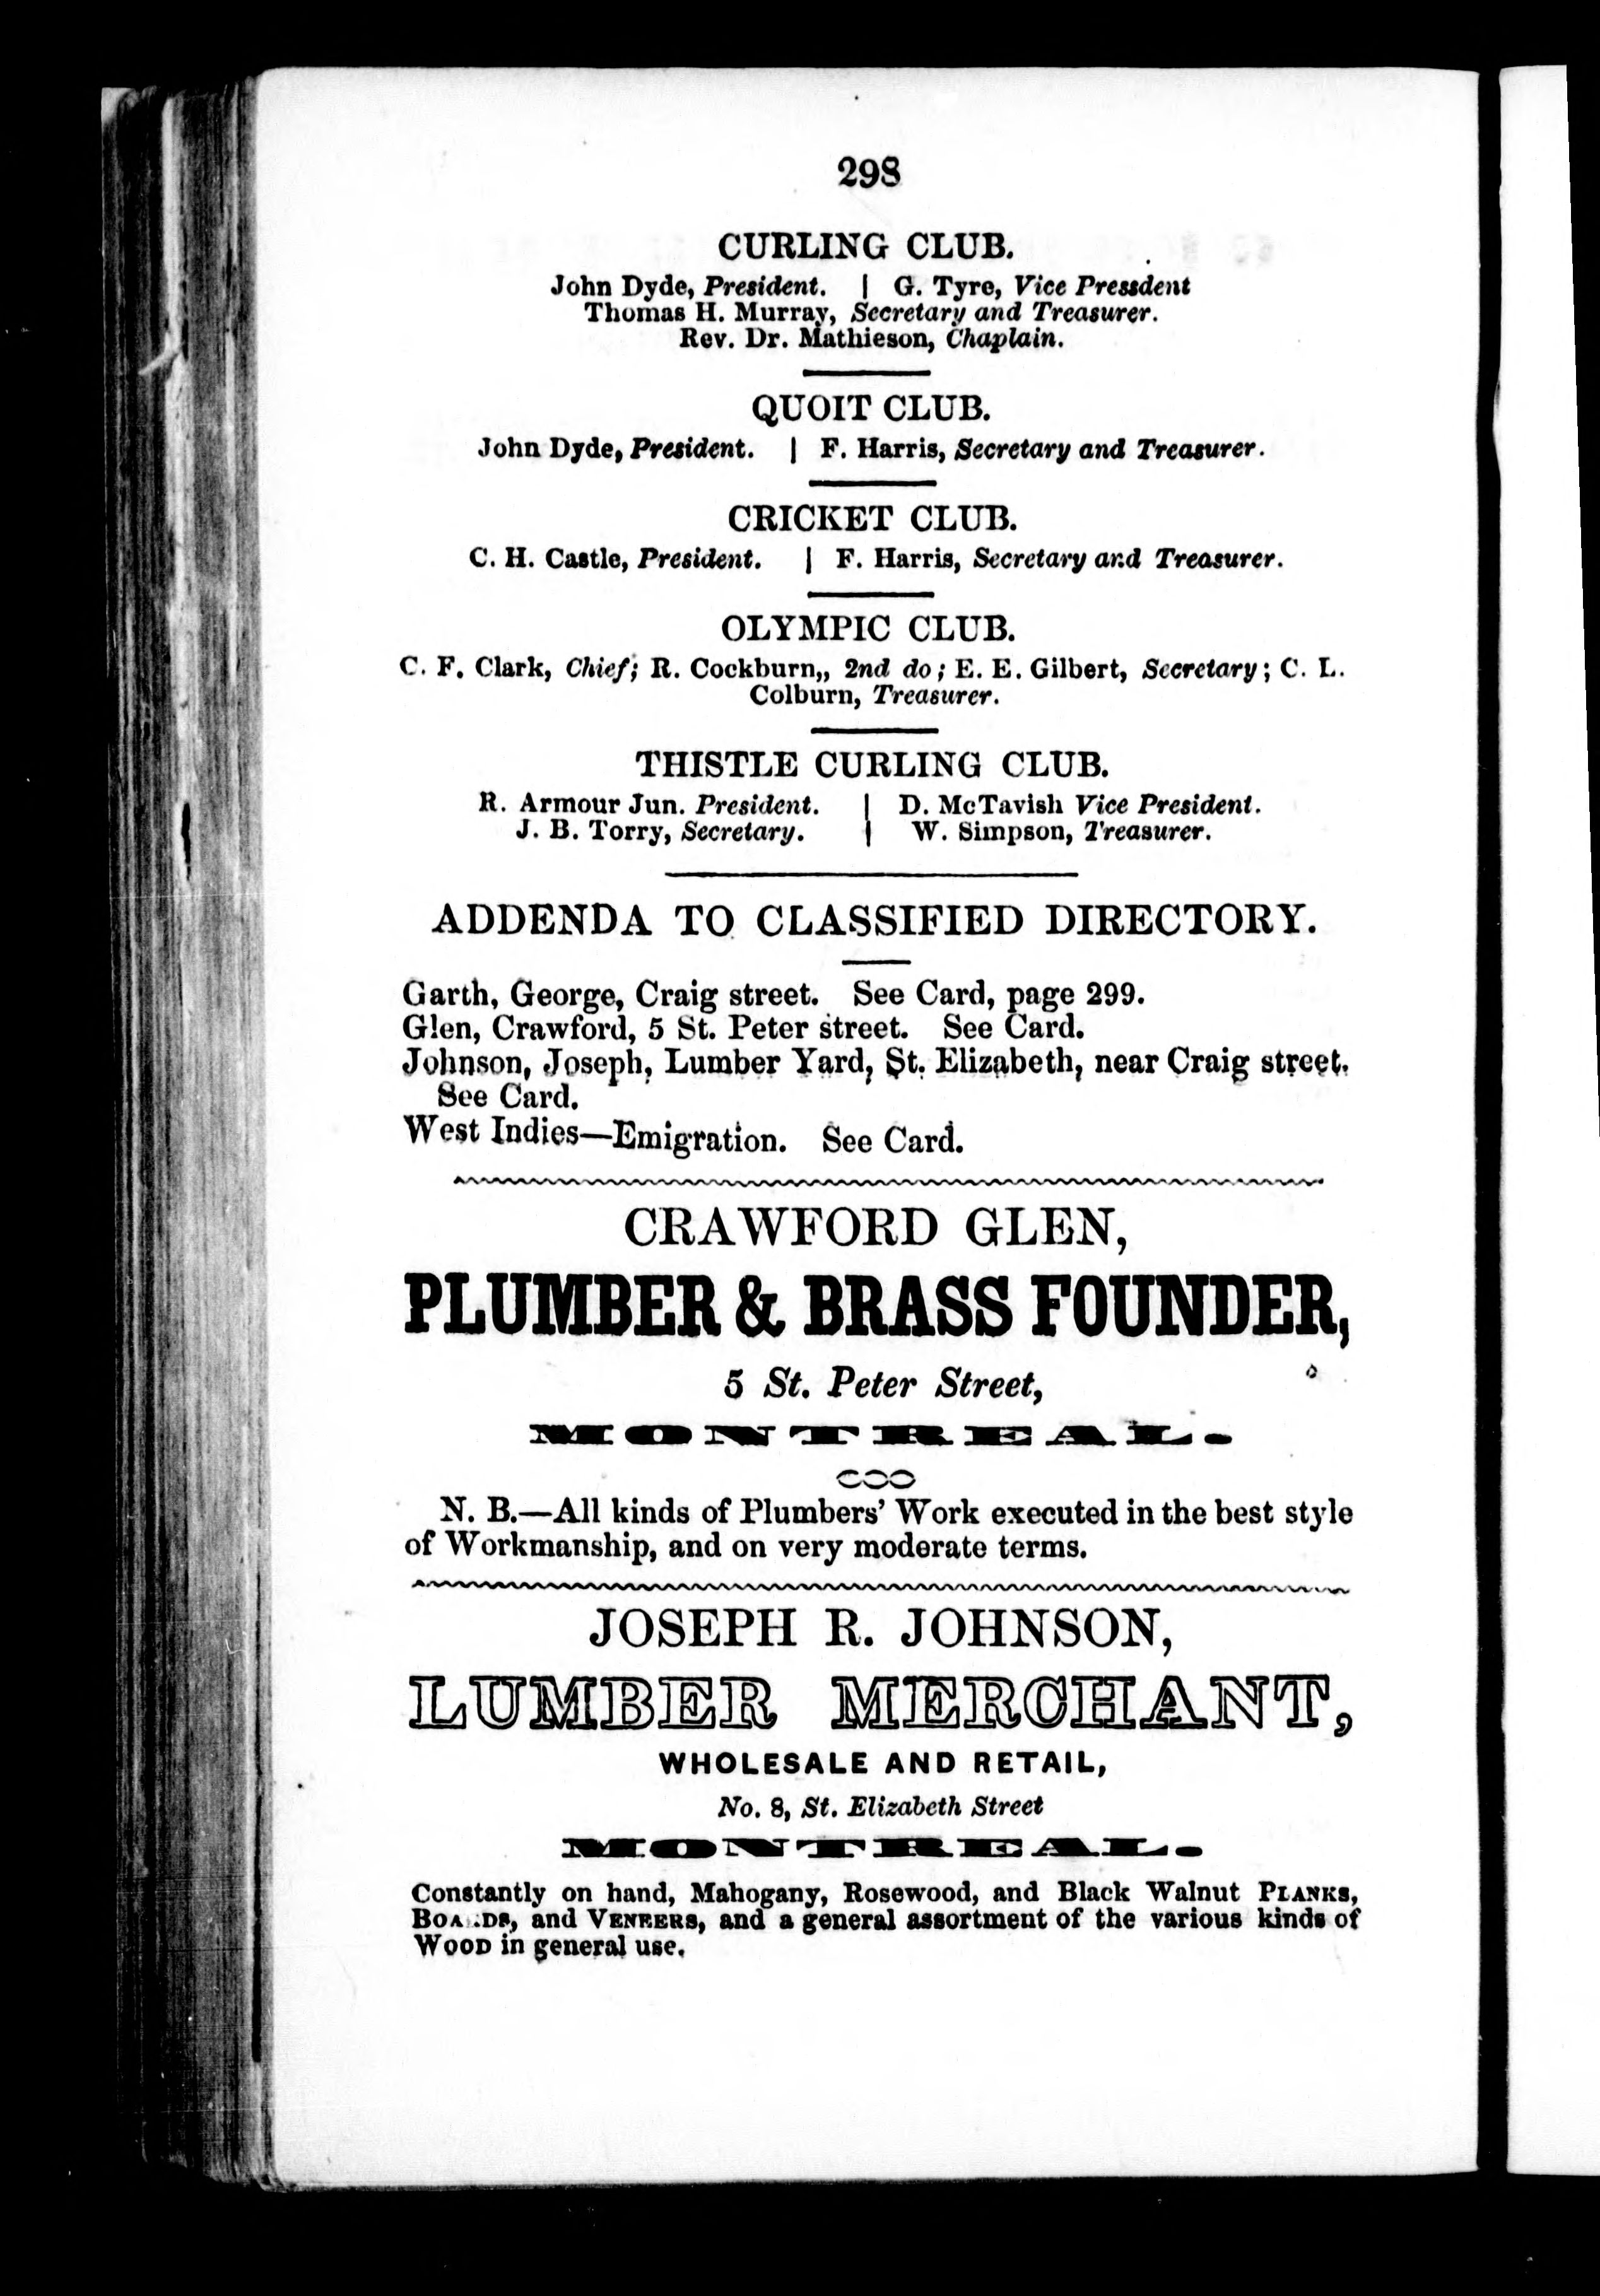 298
CURLING CLUB.
John Dyde, President. | G. Tyre, Vice Pressdent
Thomas H. Murray, Secretary and Treasurer.
Rev. Dr. Mathieson, Chaplain.
QUOIT CLUB.
John Dyde, President. | F. Harris, Secretary and Treasurer.
CRICKET CLUB.
C. H. Castle, President. | F. Harris, Secretary and Treasurer.
OLYMPIC CLUB.
C. F. Clark, Chief; R. Cockburn,, 2nd do; E. E. Gilbert, Secretary; C. L.
Colburn, Treasurer.
THISTLE CURLING CLUB.
R. Armour Jun. President. | D. McTavish Vice President.
J. B. Torry, Secretary. | W. Simpson, Treasurer.
ADDENDA TO CLASSIFIED DIRECTORY.
Garth, George, Craig street. See Card, page 299.
Glen, Crawford, 5 St. Peter street. See Card.
Johnson, Joseph, Lumber Yard, St. Elizabeth, near Craig street.
See Card.
West Indies—Emigration. See Card.
CRAWFORD GLEN,
PLUMBER & BRASS FOUNDER,
5 St. Peter Street,
MONTREAL.
N. B.—All kinds of Plumbers' Work executed in the best style
of Workmanship, and on very moderate terms.
JOSEPH R. JOHNSON,
LUMBER MERCHANT,
WHOLESALE AND RETAIL,
No. 8, St. Elizabeth Street
MONTREAL.
Constantly on hand, Mahogany, Rosewood, and Black Walnut PLANKS,
BOARDS, and VENEERS, and a general assortment of the various kinds of
WOOD in general use.